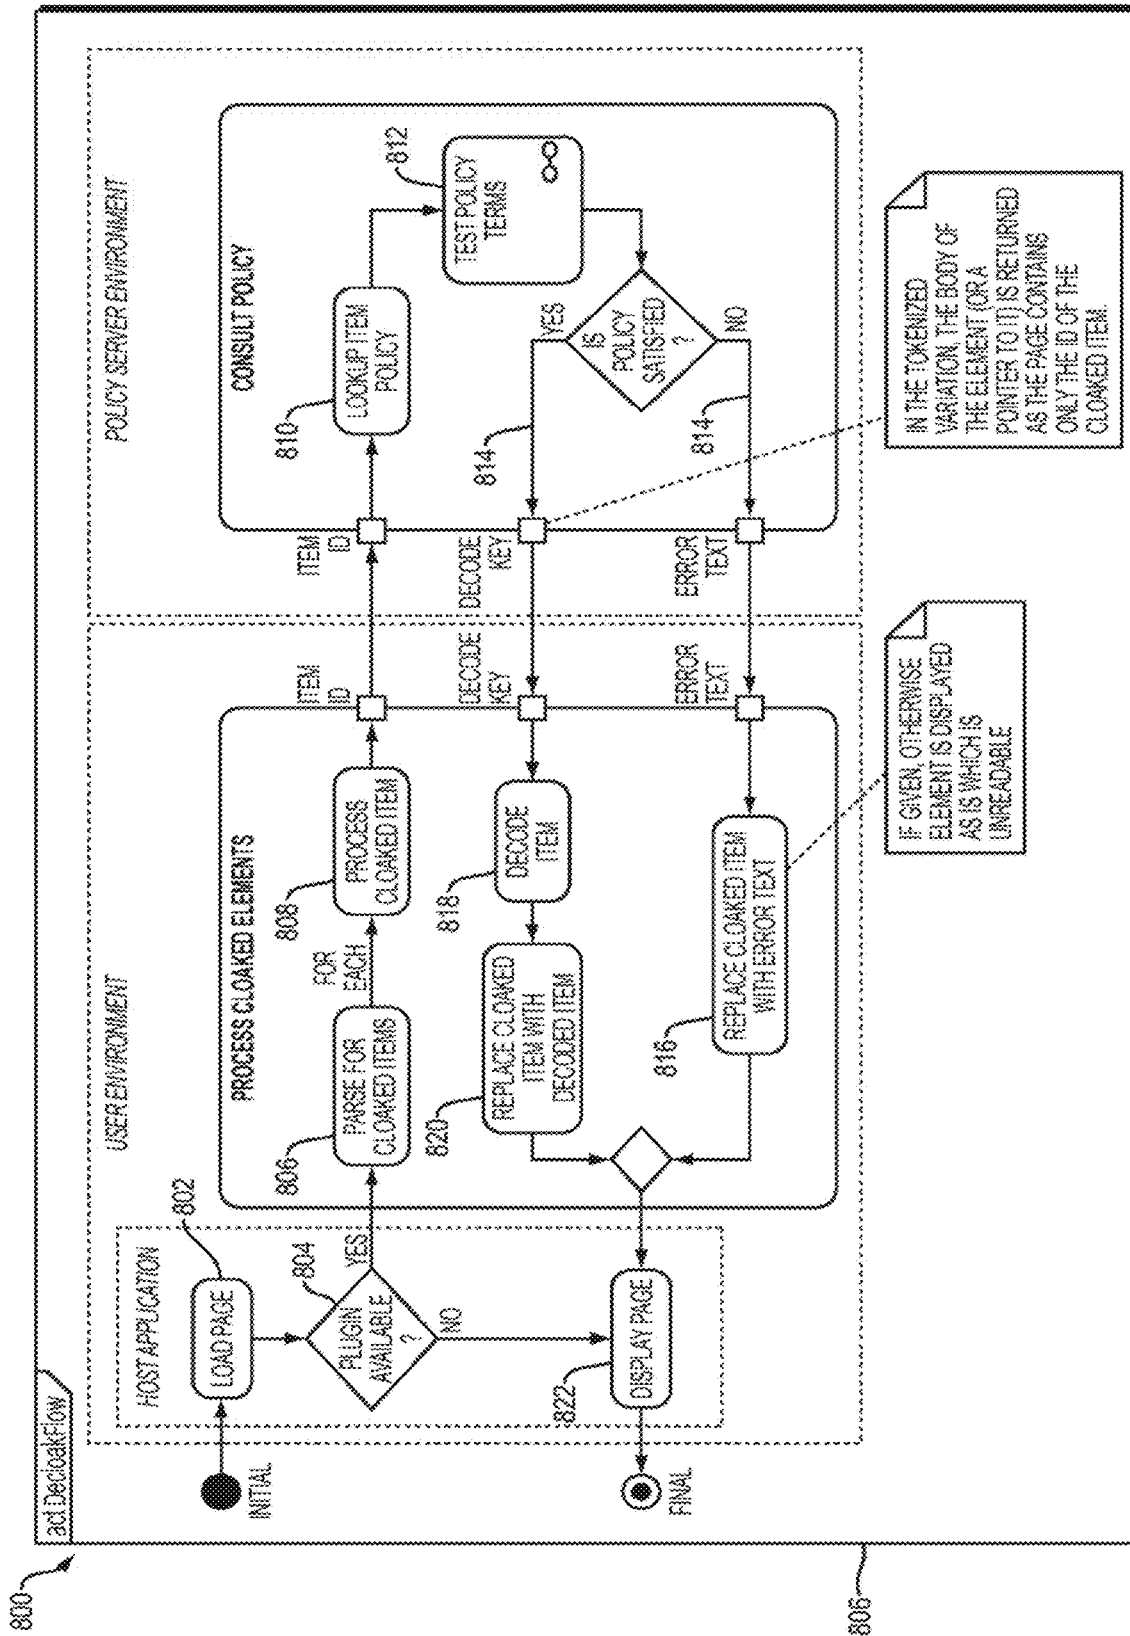 800
act DecloakFlow
INITIAL
USER ENVIRONMENT
HOST APPLICATION
LOAD PAGE
802
PLUGIN
AVAILABLE
?
804
YES
NO
DISPLAY PAGE
822
FINAL
PROCESS CLOAKED ELEMENTS
PARSE FOR
CLOAKED ITEMS
806
FOR
EACH
PROCESS
CLOAKED ITEM
808
ITEM
ID
DECODE
KEY
DECODE
ITEM
818
REPLACE CLOAKED
ITEM WITH
DECODED ITEM
820
ERROR
TEXT
REPLACE CLOAKED ITEM
WITH ERROR TEXT
816
POLICY SERVER ENVIRONMENT
CONSULT POLICY
ITEM
ID
LOOKUP ITEM
POLICY
810
TEST POLICY
TERMS
812
IS
POLICY
SATISFIED
?
YES
NO
814
814
DECODE
KEY
ERROR
TEXT
IF GIVEN, OTHERWISE
ELEMENT IS DISPLAYED
AS IS WHICH IS
UNREADABLE
IN THE TOKENIZED
VARIATION, THE BODY OF
THE ELEMENT (OR A
POINTER TO IT) IS RETURNED
AS THE PAGE CONTAINS
ONLY THE ID OF THE
CLOAKED ITEM.
806